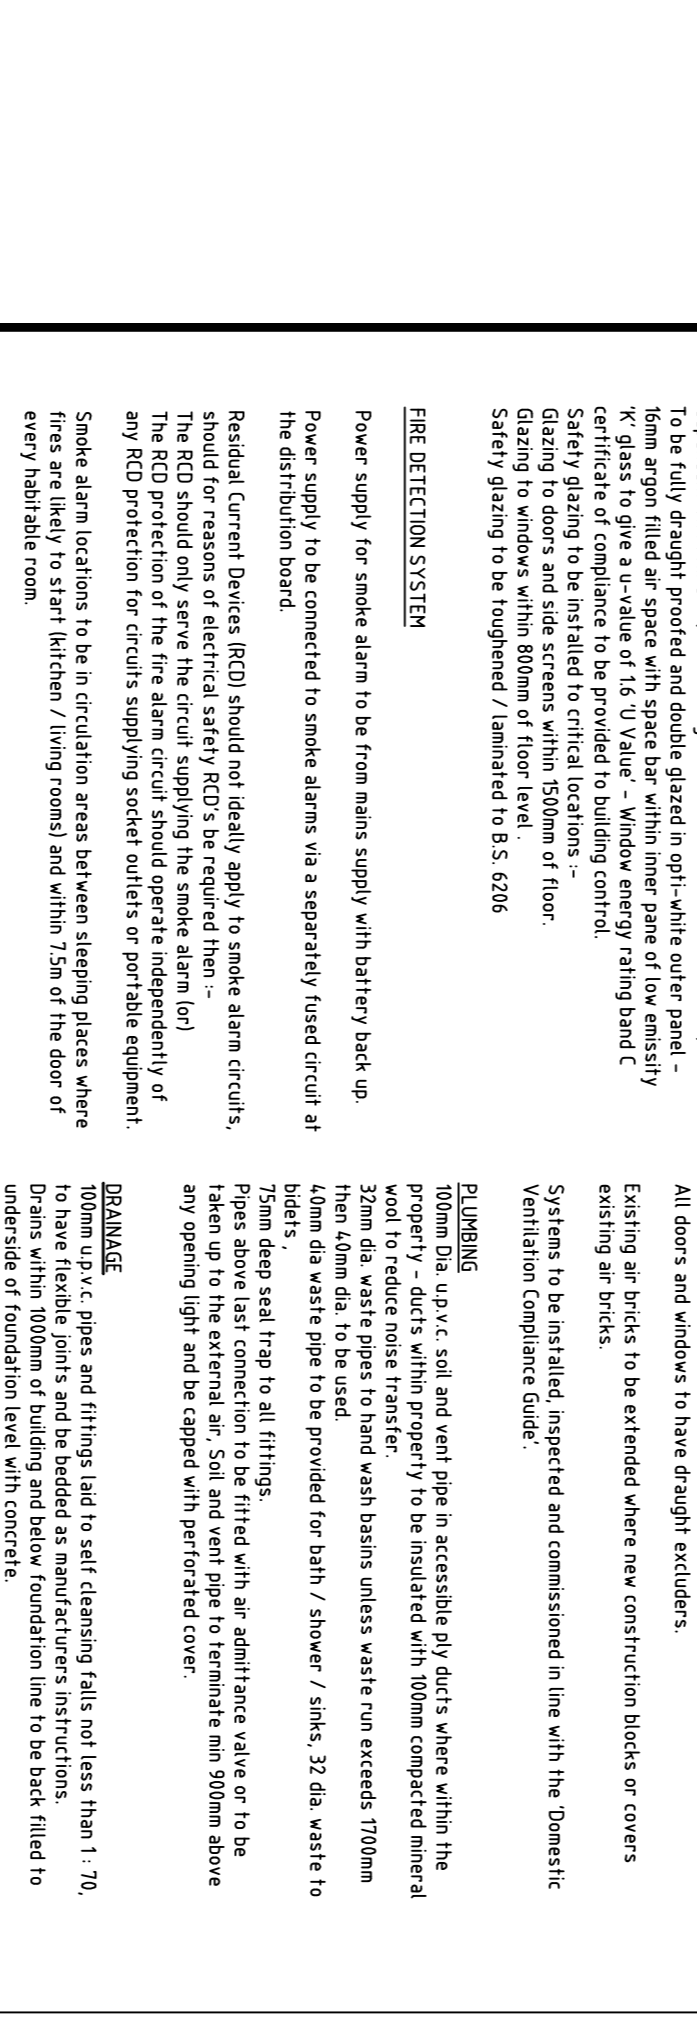 To be fully draught proofed and double glazed in opti-white outer panel -
16mm argon filled air space with space bar within inner pane of low emissity
'K' glass to give a u-value of 1.6 'U Value' - Window energy rating band C
certificate of compliance to be provided to building control.
Safety glazing to be installed to critical locations :-
Glazing to doors and side screens within 1500mm of floor.
Glazing to windows within 800mm of floor level .
Safety glazing to be toughened / laminated to B.S. 6206
FIRE DETECTION SYSTEM
Power supply for smoke alarm to be from mains supply with battery back up.
Power supply to be connected to smoke alarms via a separately fused circuit at
the distribution board.
Residual Current Devices (RCD) should not ideally apply to smoke alarm circuits,
should for reasons of electrical safety RCD's be required then :-
The RCD should only serve the circuit supplying the smoke alarm (or)
The RCD protection of the fire alarm circuit should operate independently of
any RCD protection for circuits supplying socket outlets or portable equipment.
Smoke alarm locations to be in circulation areas between sleeping places where
fires are likely to start (kitchen / living rooms) and within 7.5m of the door of
every habitable room.
All doors and windows to have draught excluders.
Existing air bricks to be extended where new construction blocks or covers
existing air bricks.
Systems to be installed, inspected and commissioned in line with the 'Domestic
Ventilation Compliance Guide'.
PLUMBING
100mm Dia. u.p.v.c. soil and vent pipe in accessible ply ducts where within the
property - ducts within property to be insulated with 100mm compacted mineral
wool to reduce noise transfer.
32mm dia. waste pipes to hand wash basins unless waste run exceeds 1700mm
then 40mm dia. to be used.
40mm dia waste pipe to be provided for bath / shower / sinks, 32 dia. waste to
bidets ,
75mm deep seal trap to all fittings.
Pipes above last connection to be fitted with air admittance valve or to be
taken up to the external air, Soil and vent pipe to terminate min 900mm above
any opening light and be capped with perforated cover.
DRAINAGE
100mm u.p.v.c. pipes and fittings laid to self cleansing falls not less than 1 : 70,
to have flexible joints and be bedded as manufacturers instructions.
Drains within 1000mm of building and below foundation line to be back filled to
underside of foundation level with concrete.